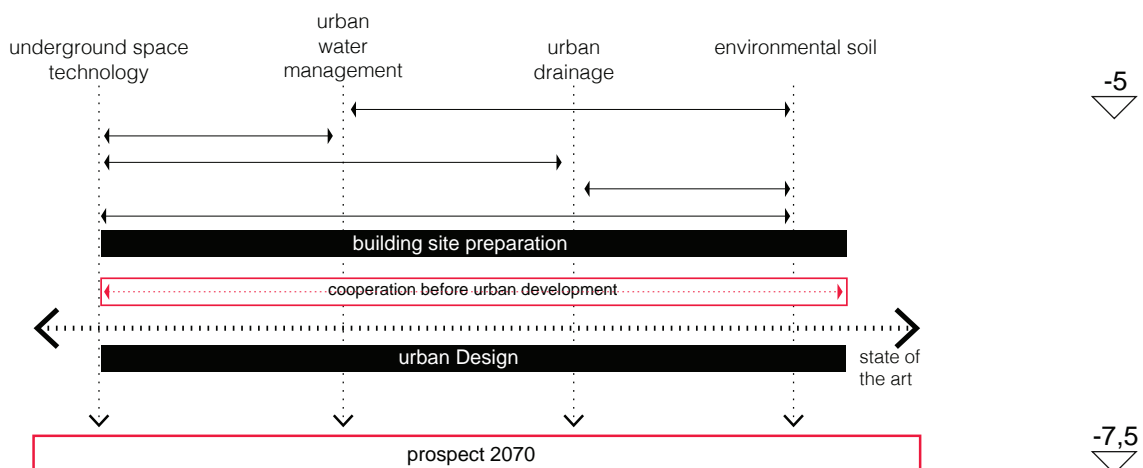 underground space
technology
urban
water
management
urban
drainage
environmental soil
-5
building site preparation
cooperation before urban development
urban Design
state of
the art
prospect 2070
-7,5